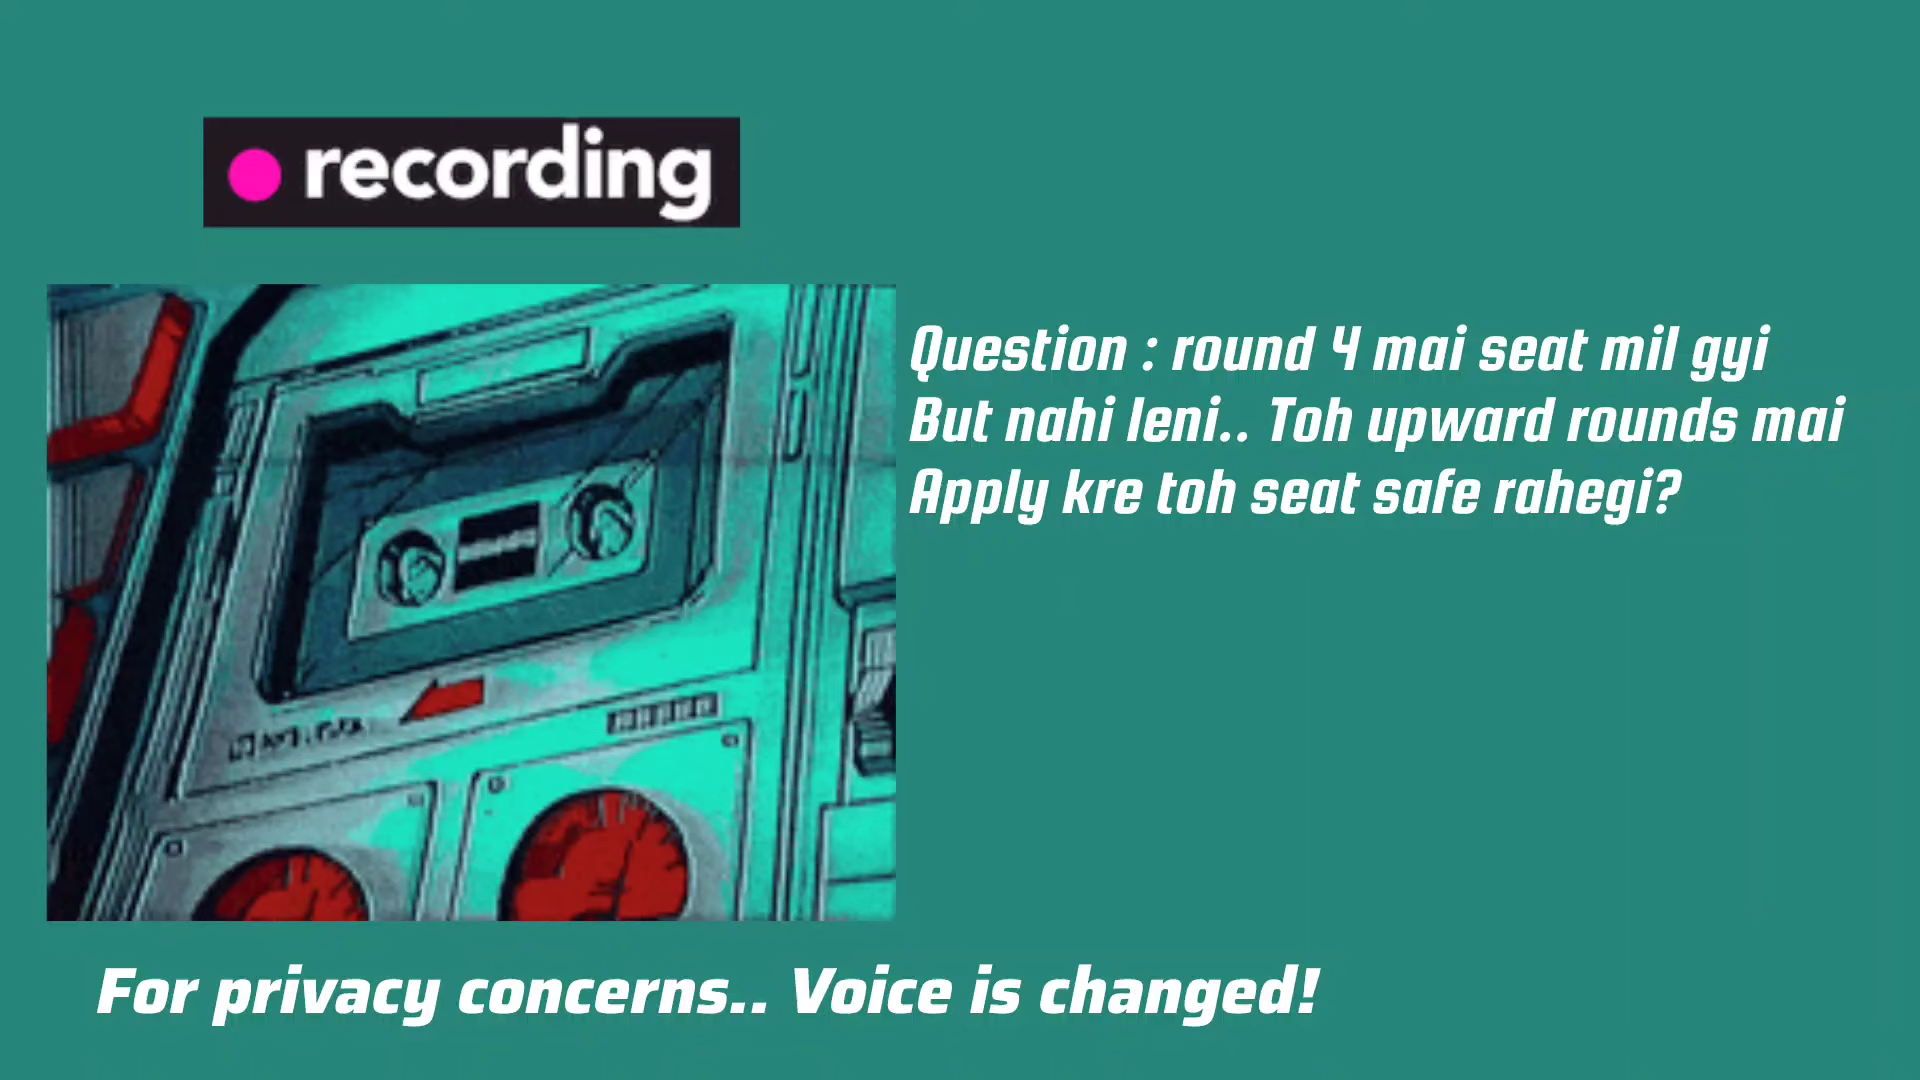 recording
Question : round 4 mai seat mil gyi
But nahi leni.. Toh upward rounds mai
Apply kre toh seat safe rahegi?
For privacy concerns.. Voice is changed!